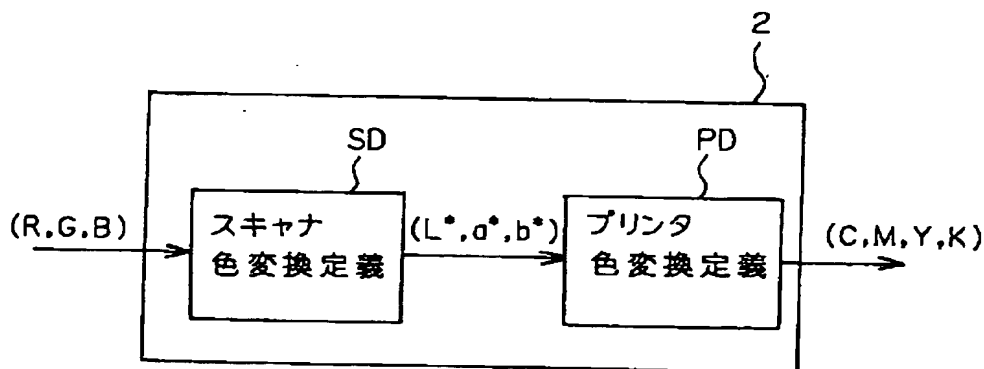 2
SD
PD
(R.G.B)
スキャナ
色変換定義
(L*,a*,b*)
プリンタ
色変換定義
(C,M,Y,K)